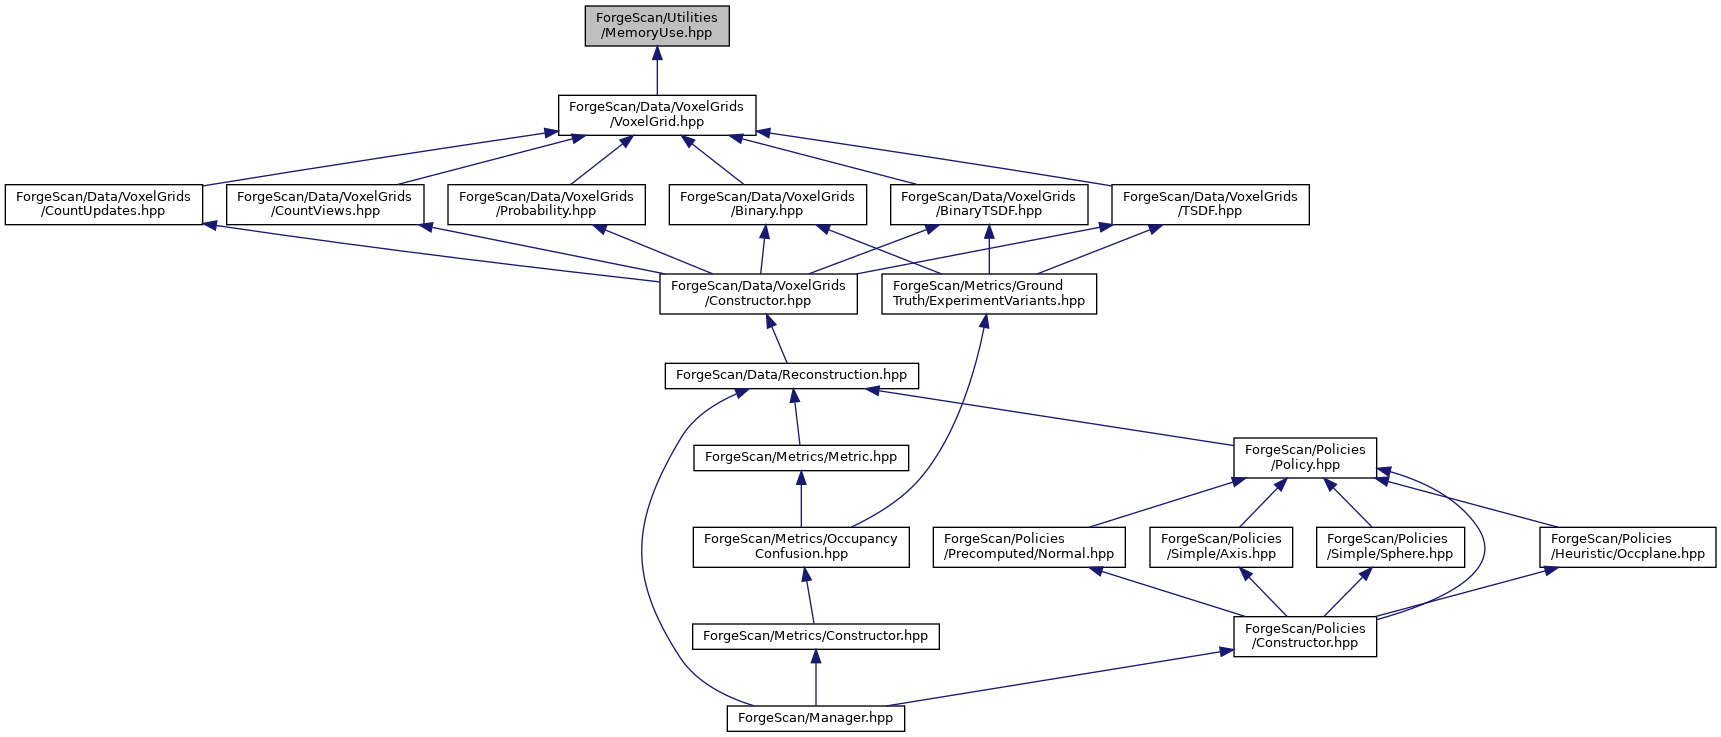 ForgeScan/Utilities
/MemoryUse.hpp
ForgeScan/Data/VoxelGrids
/VoxelGrid.hpp
ForgeScan/Data/VoxelGrids
/CountUpdates.hpp
ForgeScan/Data/VoxelGrids
/CountViews.hpp
ForgeScan/Data/VoxelGrids
/Probability.hpp
ForgeScan/Data/VoxelGrids
/Binary.hpp
ForgeScan/Data/VoxelGrids
/BinaryTSDF.hpp
ForgeScan/Data/VoxelGrids
/TSDF.hpp
ForgeScan/Data/VoxelGrids
/Constructor.hpp
ForgeScan/Metrics/Ground
Truth/ExperimentVariants.hpp
ForgeScan/Data/Reconstruction.hpp
ForgeScan/Metrics/Metric.hpp
ForgeScan/Policies
/Policy.hpp
ForgeScan/Metrics/Occupancy
Confusion.hpp
ForgeScan/Policies
/Precomputed/Normal.hpp
ForgeScan/Policies
/Simple/Axis.hpp
ForgeScan/Policies
/Simple/Sphere.hpp
ForgeScan/Policies
/Heuristic/Occplane.hpp
ForgeScan/Metrics/Constructor.hpp
ForgeScan/Policies
/Constructor.hpp
ForgeScan/Manager.hpp